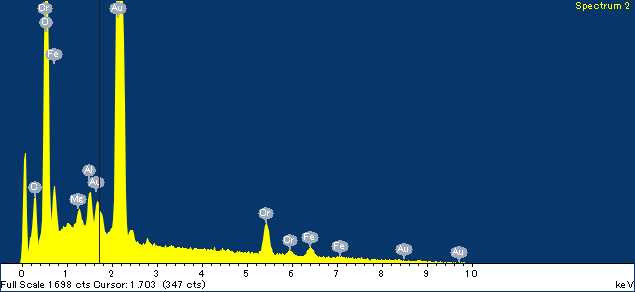 Spectrum 2
Cr
Au
O
Fe
Al
Au
C
Mg
Cr
Cr
Fe
Fe
Au
Au
0 1 2 3 4 5 6 7 8 9 10
Full Scale 1698 cts Cursor: 1.703 (347 cts) keV